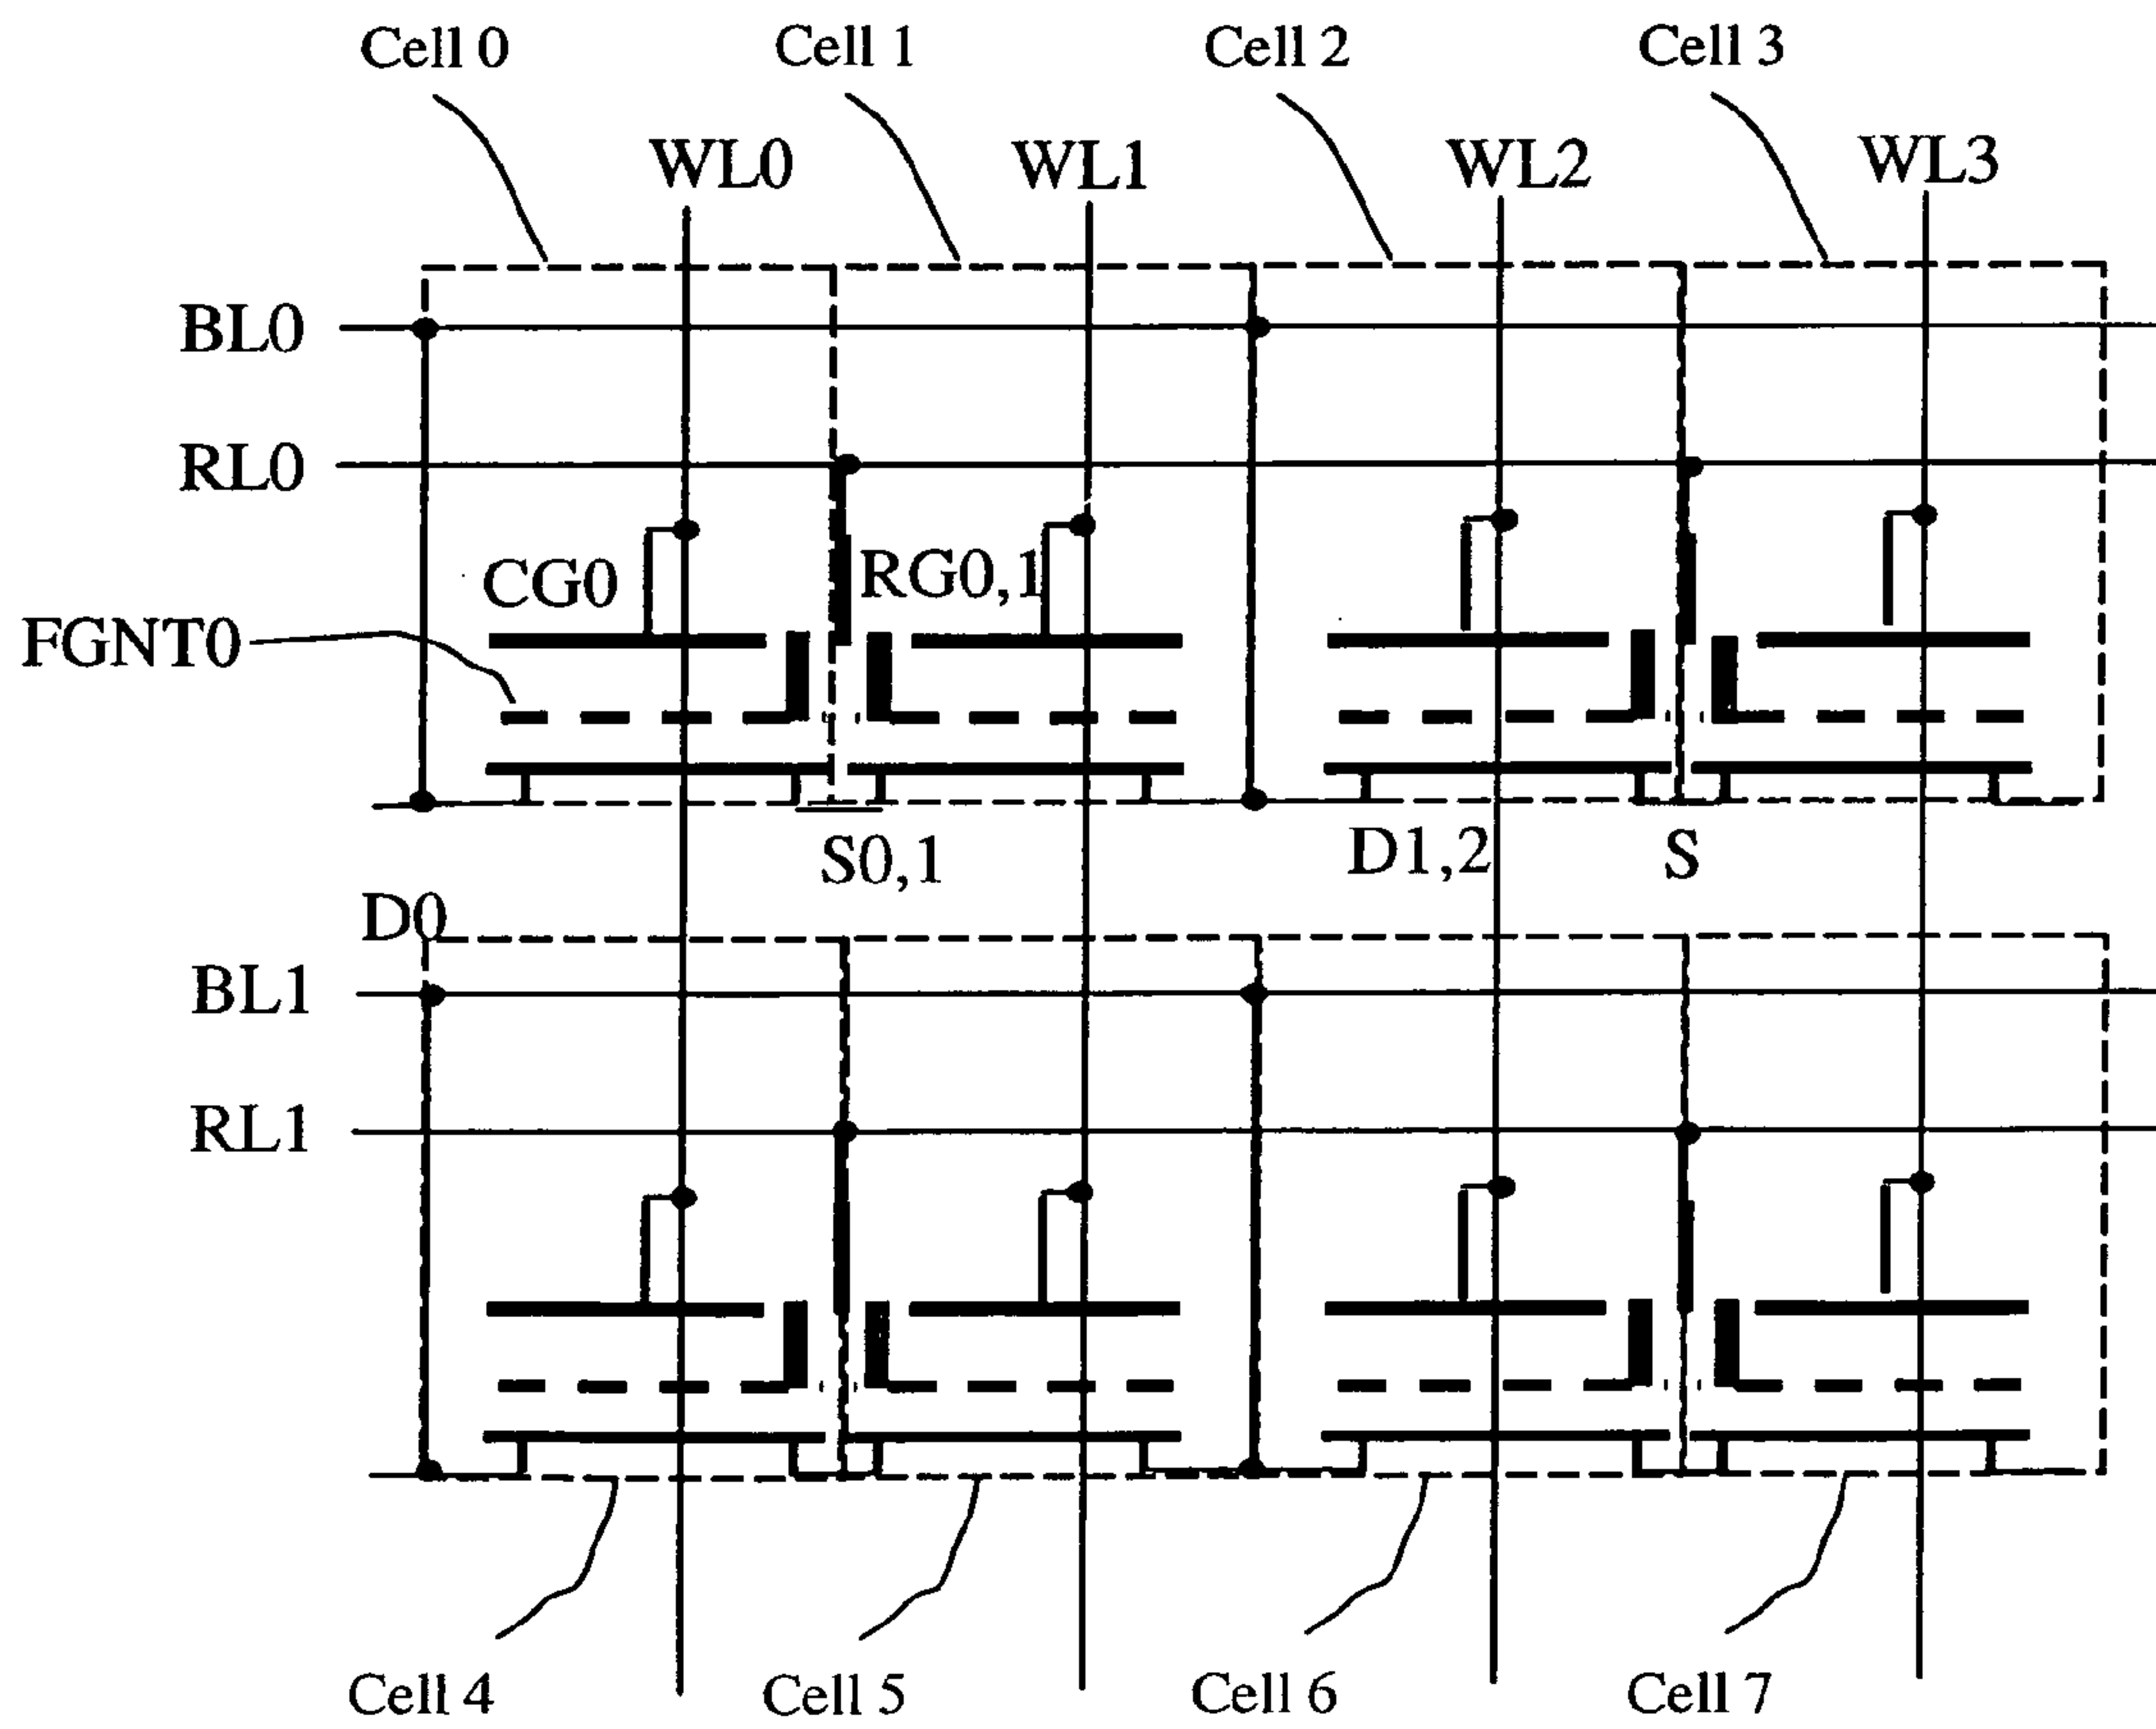 Cell 0
Cell 1
Cell 2
Cell 3
WL0
WL1
WL2
WL3
BL0
RL0
CG0
RG0,1
FGNT0
S0,1
D1,2
S
D0
BL1
RL1
Cell 4
Cell 5
Cell 6
Cell 7